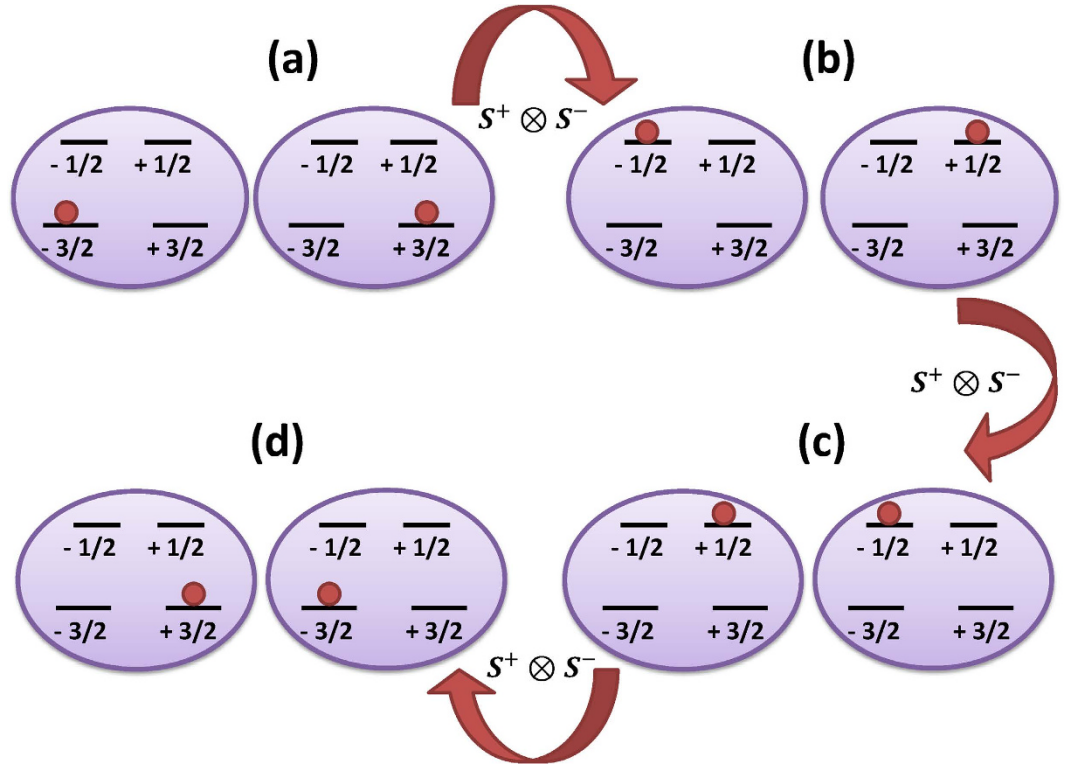 (a)
(b)
S⁺ ⊗ S⁻
- 1/2 + 1/2 - 1/2 + 1/2 - 1/2 + 1/2 - 1/2 + 1/2
- 3/2 + 3/2 - 3/2 + 3/2 - 3/2 + 3/2 - 3/2 + 3/2
S⁺ ⊗ S⁻
(d)
(c)
- 1/2 + 1/2 - 1/2 + 1/2 - 1/2 + 1/2 - 1/2 + 1/2
- 3/2 + 3/2 - 3/2 + 3/2 - 3/2 + 3/2 - 3/2 + 3/2
S⁺ ⊗ S⁻